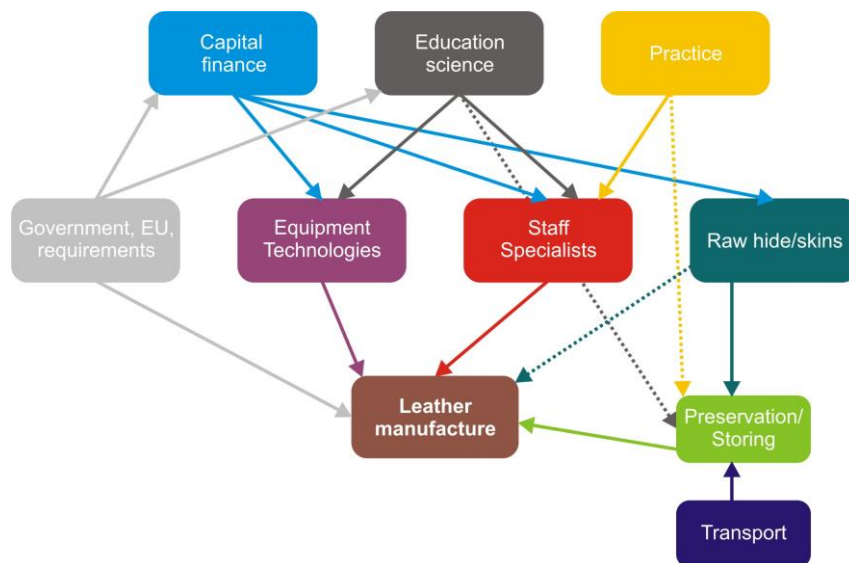 Capital
finance
Education
science
Practice
Government, EU,
requirements
Equipment
Technologies
Staff
Specialists
Raw hide/skins
Leather
manufacture
Preservation/
Storing
Transport